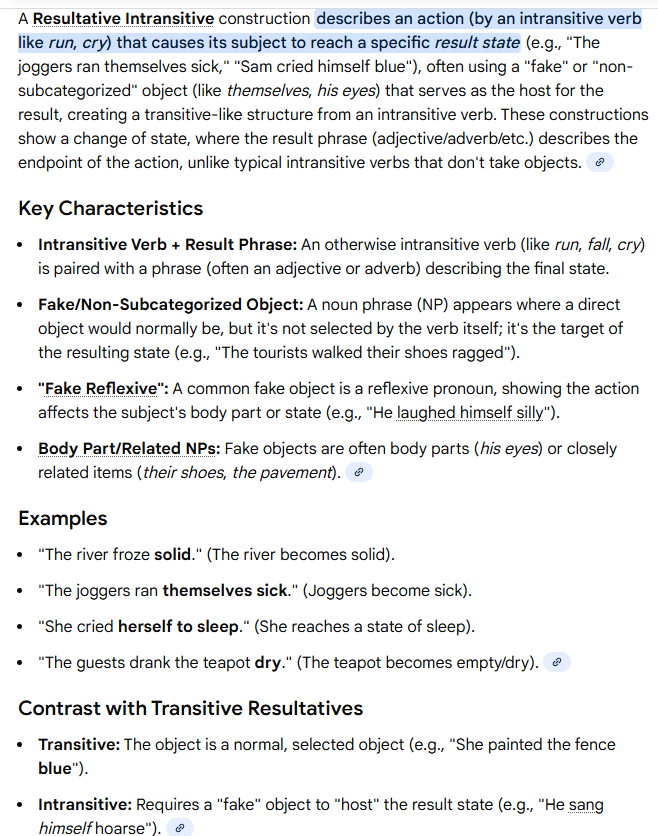 A Resultative Intransitive construction describes an action (by an intransitive verb
like run, cry) that causes its subject to reach a specific result state (e.g., "The
joggers ran themselves sick," "Sam cried himself blue"), often using a "fake" or "non-
subcategorized" object (like themselves, his eyes) that serves as the host for the
result, creating a transitive-like structure from an intransitive verb. These constructions
show a change of state, where the result phrase (adjective/adverb/etc.) describes the
endpoint of the action, unlike typical intransitive verbs that don't take objects.
Key Characteristics
• Intransitive Verb + Result Phrase: An otherwise intransitive verb (like run, fall, cry)
is paired with a phrase (often an adjective or adverb) describing the final state.
• Fake/Non-Subcategorized Object: A noun phrase (NP) appears where a direct
object would normally be, but it's not selected by the verb itself; it's the target of
the resulting state (e.g., "The tourists walked their shoes ragged").
• "Fake Reflexive": A common fake object is a reflexive pronoun, showing the action
affects the subject's body part or state (e.g., "He laughed himself silly").
• Body Part/Related NPs: Fake objects are often body parts (his eyes) or closely
related items (their shoes, the pavement).
Examples
• "The river froze solid." (The river becomes solid).
• "The joggers ran themselves sick." (Joggers become sick).
• "She cried herself to sleep." (She reaches a state of sleep).
• "The guests drank the teapot dry." (The teapot becomes empty/dry).
Contrast with Transitive Resultatives
• Transitive: The object is a normal, selected object (e.g., "She painted the fence
blue").
• Intransitive: Requires a "fake" object to "host" the result state (e.g., "He sang
himself hoarse").